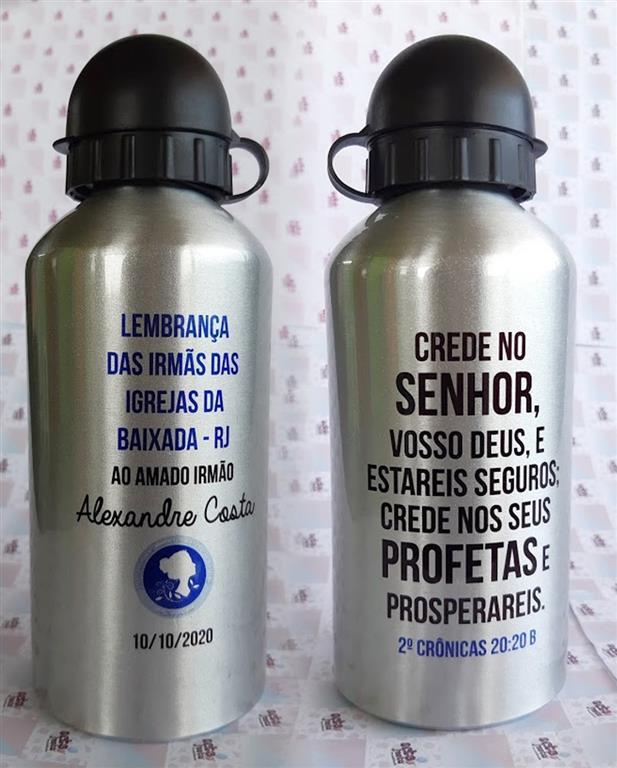 LEMBRANÇA
DAS IRMÃS DAS
IGREJAS DA
BAIXADA - RJ
AO AMADO IRMÃO
Alexandre Costa
10/10/2020
CREDE NO
SENHOR,
VOSSO DEUS, E
ESTAREIS SEGUROS;
CREDE NOS SEUS
PROFETAS E
PROSPERAREIS.
2º CRÔNICAS 20:20 B